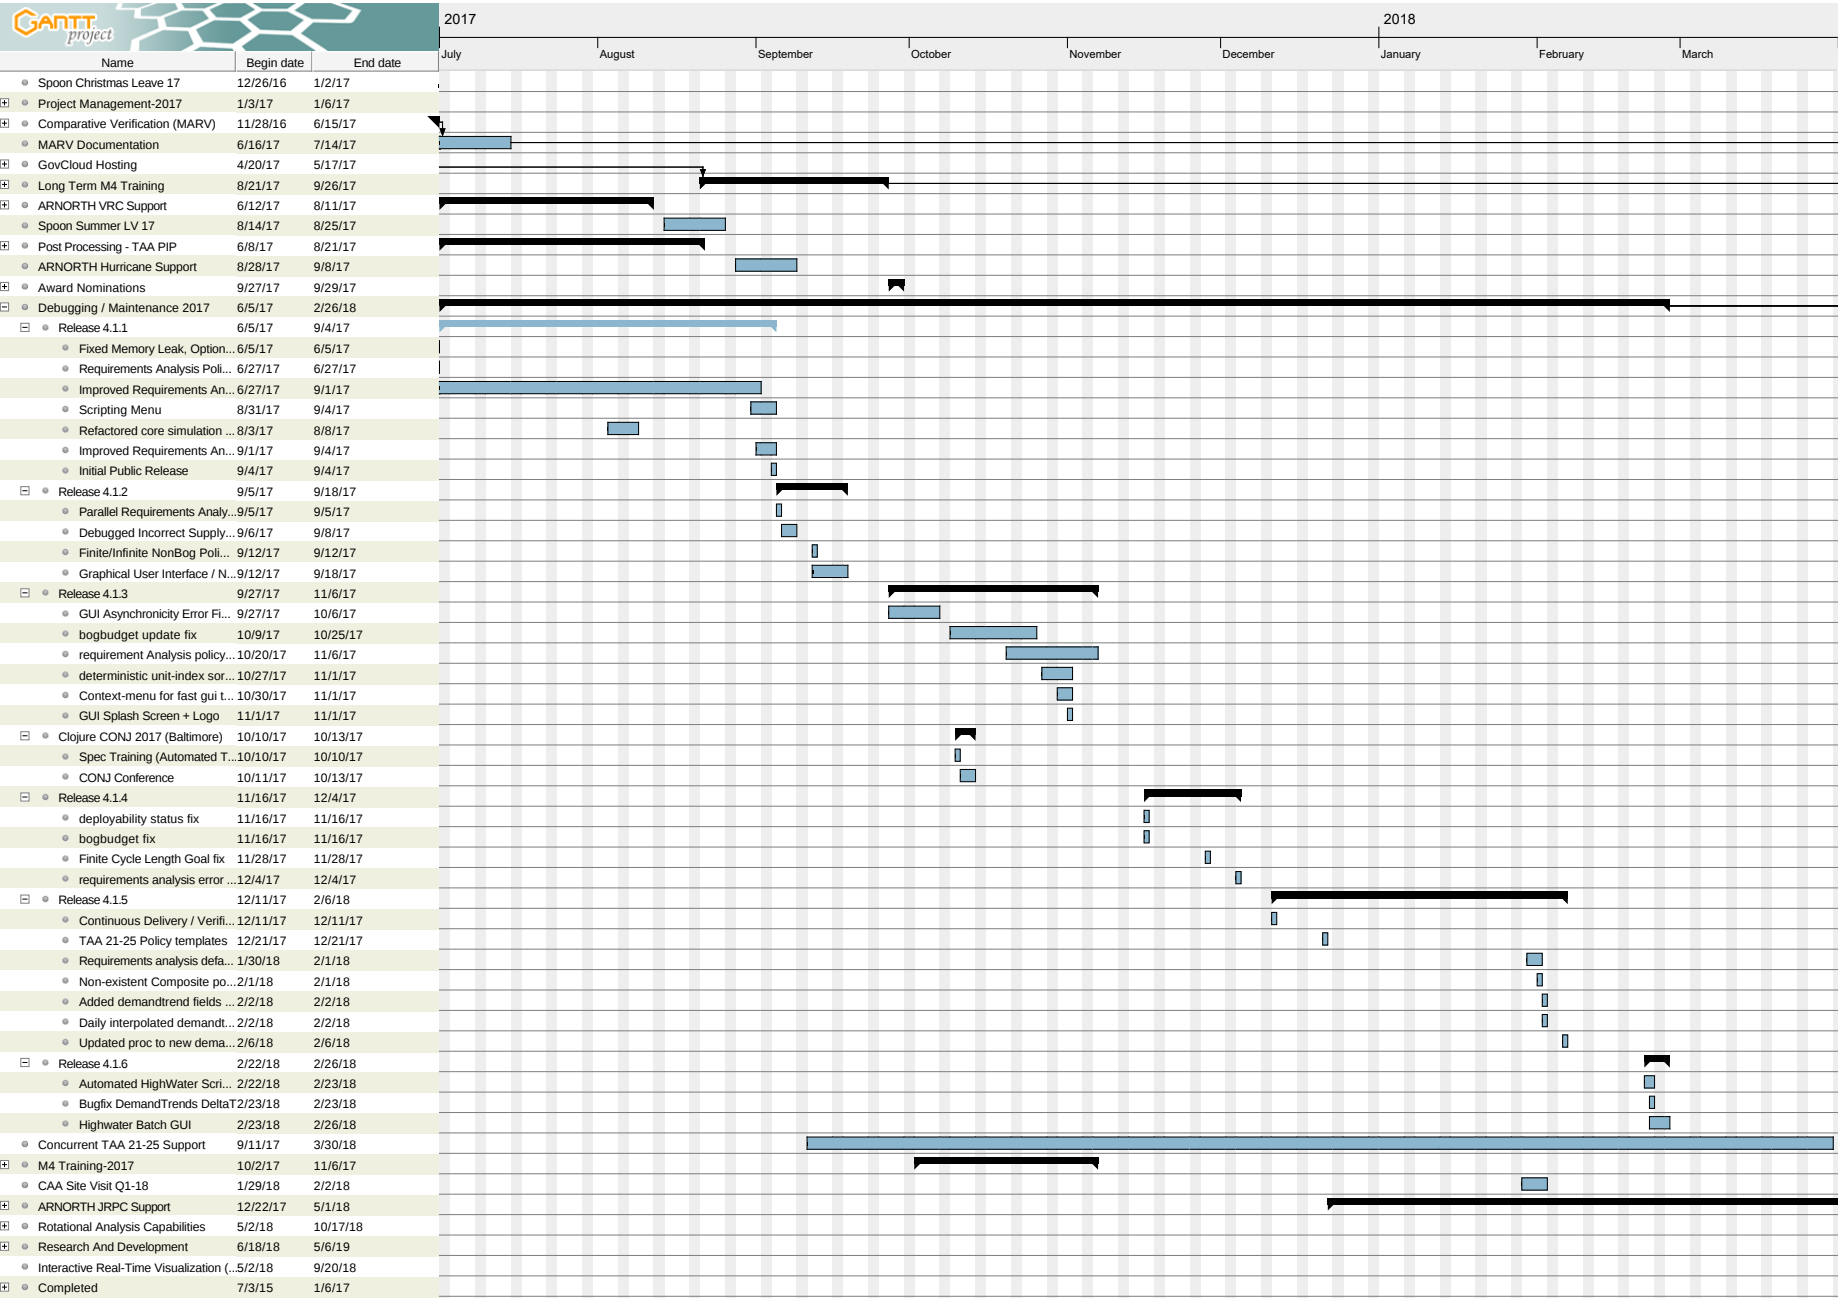 GANTT project
2017 2018
Name Begin date End date July August September October November December January February March
Spoon Christmas Leave 17 12/26/16 1/2/17
Project Management-2017 1/3/17 1/6/17
Comparative Verification (MARV) 11/28/16 6/15/17
MARV Documentation 6/16/17 7/14/17
GovCloud Hosting 4/20/17 5/17/17
Long Term M4 Training 8/21/17 9/26/17
ARNORTH VRC Support 6/12/17 8/11/17
Spoon Summer LV 17 8/14/17 8/25/17
Post Processing - TAA PIP 6/8/17 8/21/17
ARNORTH Hurricane Support 8/28/17 9/8/17
Award Nominations 9/27/17 9/29/17
Debugging / Maintenance 2017 6/5/17 2/26/18
Release 4.1.1 6/5/17 9/4/17
Fixed Memory Leak, Option... 6/5/17 6/5/17
Requirements Analysis Poli... 6/27/17 6/27/17
Improved Requirements An... 6/27/17 9/1/17
Scripting Menu 8/31/17 9/4/17
Refactored core simulation ... 8/3/17 8/8/17
Improved Requirements An... 9/1/17 9/4/17
Initial Public Release 9/4/17 9/4/17
Release 4.1.2 9/5/17 9/18/17
Parallel Requirements Analy... 9/5/17 9/5/17
Debugged Incorrect Supply... 9/6/17 9/8/17
Finite/Infinite NonBog Poli... 9/12/17 9/12/17
Graphical User Interface / N... 9/12/17 9/18/17
Release 4.1.3 9/27/17 11/6/17
GUI Asynchronicity Error Fi... 9/27/17 10/6/17
bogbudget update fix 10/9/17 10/25/17
requirement Analysis policy... 10/20/17 11/6/17
deterministic unit-index sor... 10/27/17 11/1/17
Context-menu for fast gui t... 10/30/17 11/1/17
GUI Splash Screen + Logo 11/1/17 11/1/17
Clojure CONJ 2017 (Baltimore) 10/10/17 10/13/17
Spec Training (Automated T... 10/10/17 10/10/17
CONJ Conference 10/11/17 10/13/17
Release 4.1.4 11/16/17 12/4/17
deployability status fix 11/16/17 11/16/17
bogbudget fix 11/16/17 11/16/17
Finite Cycle Length Goal fix 11/28/17 11/28/17
requirements analysis error ... 12/4/17 12/4/17
Release 4.1.5 12/11/17 2/6/18
Continuous Delivery / Verifi... 12/11/17 12/11/17
TAA 21-25 Policy templates 12/21/17 12/21/17
Requirements analysis defa... 1/30/18 2/1/18
Non-existent Composite po... 2/1/18 2/1/18
Added demandtrend fields ... 2/2/18 2/2/18
Daily interpolated demandt... 2/2/18 2/2/18
Updated proc to new dema... 2/6/18 2/6/18
Release 4.1.6 2/22/18 2/26/18
Automated HighWater Scri... 2/22/18 2/23/18
Bugfix DemandTrends DeltaT 2/23/18 2/23/18
Highwater Batch GUI 2/23/18 2/26/18
Concurrent TAA 21-25 Support 9/11/17 3/30/18
M4 Training-2017 10/2/17 11/6/17
CAA Site Visit Q1-18 1/29/18 2/2/18
ARNORTH JRPC Support 12/22/17 5/1/18
Rotational Analysis Capabilities 5/2/18 10/17/18
Research And Development 6/18/18 5/6/19
Interactive Real-Time Visualization (... 5/2/18 9/20/18
Completed 7/3/15 1/6/17